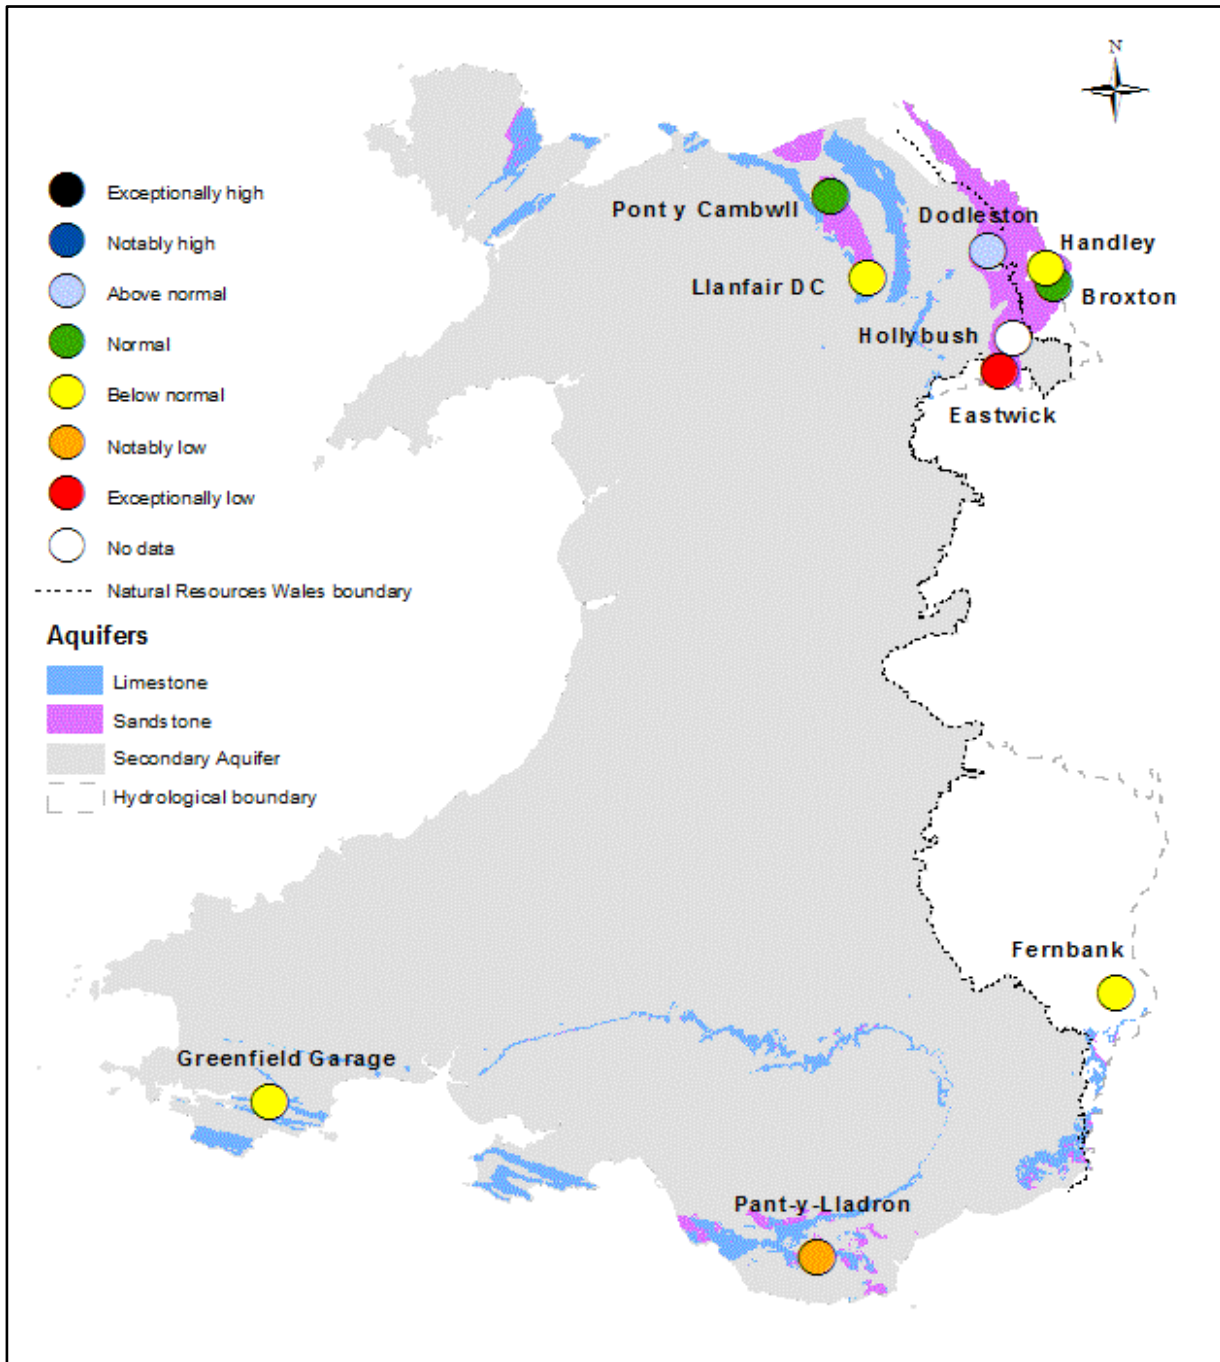 N
Exceptionally high
Notably high
Above normal
Normal
Below normal
Notably low
Exceptionally low
No data
Natural Resources Wales boundary
Aquifers
Limestone
Sandstone
Secondary Aquifer
Hydrological boundary
Pont y Cambwll
Dodleston
Handley
Llanfair DC
Broxton
Hollybush
Eastwick
Fernbank
Greenfield Garage
Pant-y-Lladron